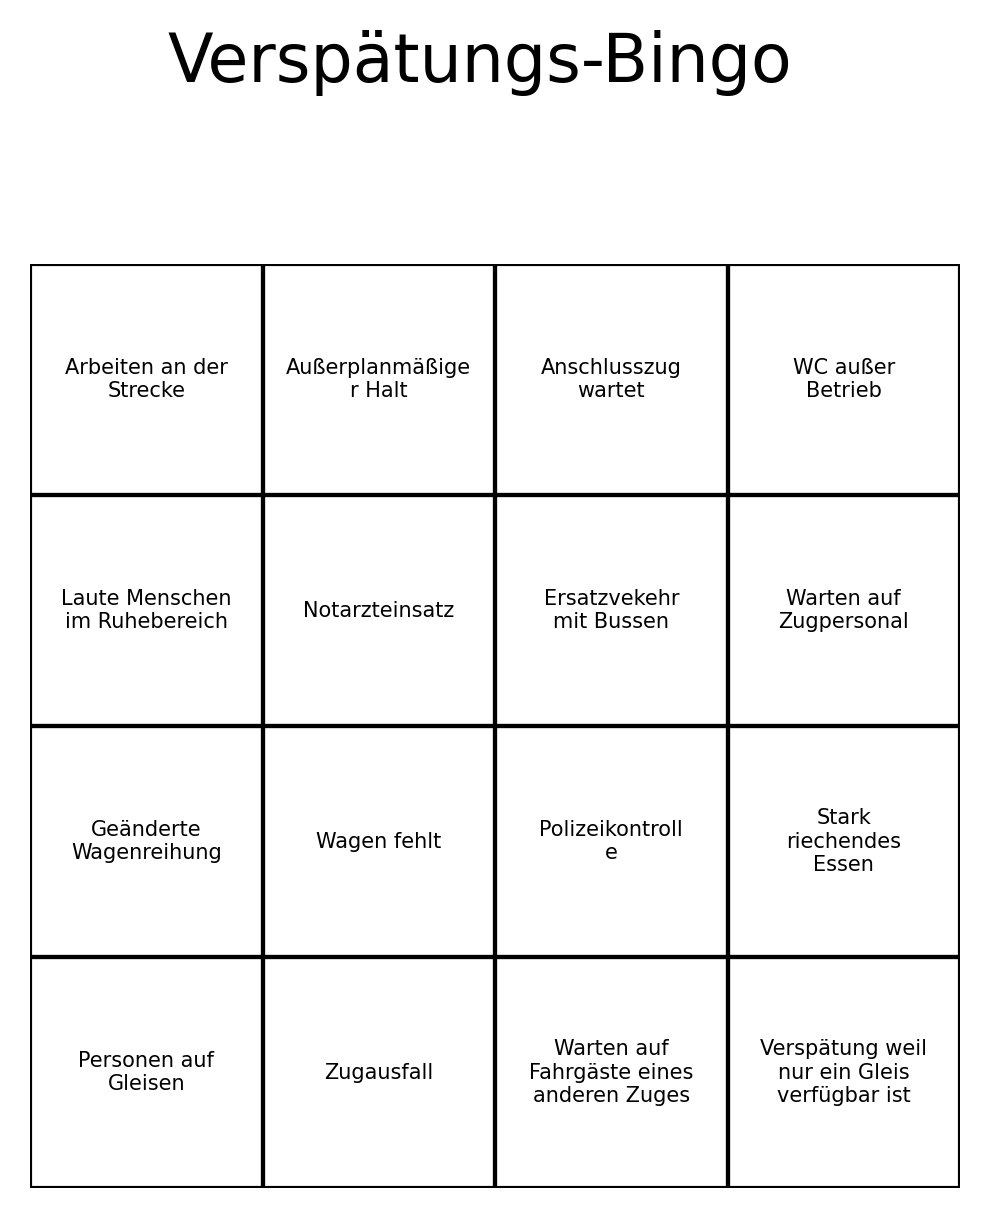 Verspätungs-Bingo
Arbeiten an der
Strecke
Außerplanmäßige
r Halt
Anschlusszug
wartet
WC außer
Betrieb
Laute Menschen
im Ruhebereich
Notarzteinsatz
Ersatzvekehr
mit Bussen
Warten auf
Zugpersonal
Geänderte
Wagenreihung
Wagen fehlt
Polizeikontroll
e
Stark
riechendes
Essen
Personen auf
Gleisen
Zugausfall
Warten auf
Fahrgäste eines
anderen Zuges
Verspätung weil
nur ein Gleis
verfügbar ist